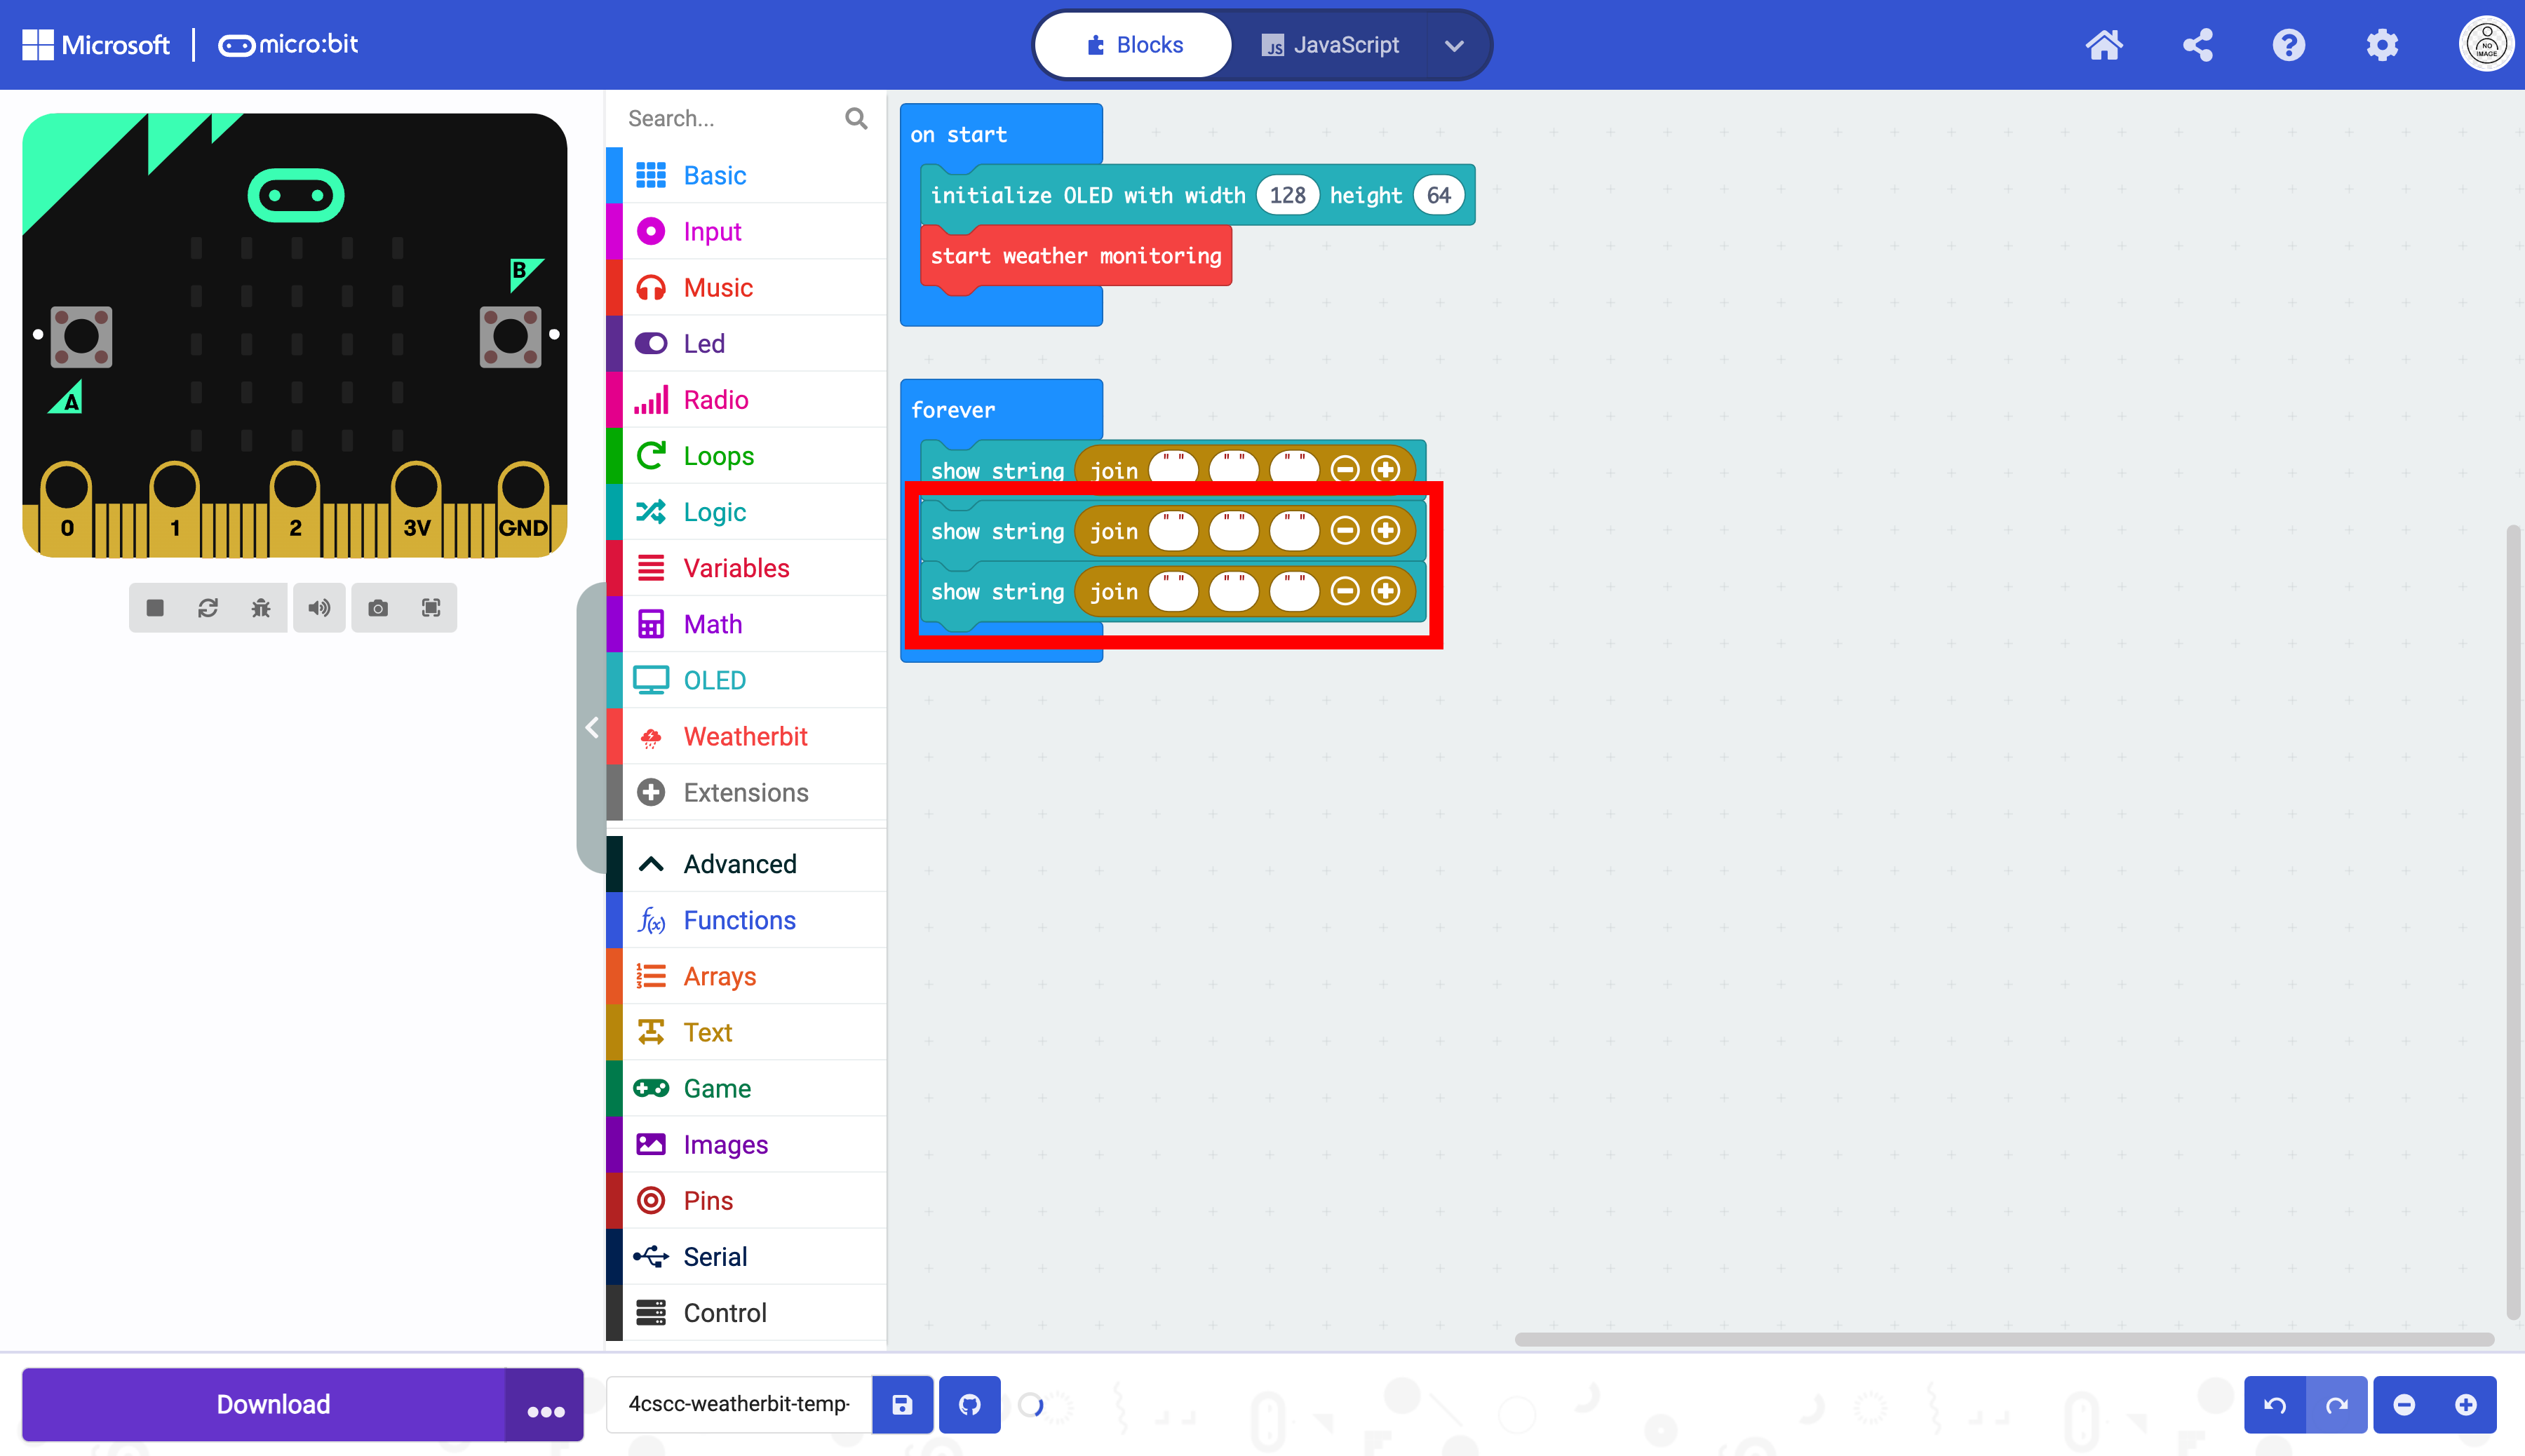 Microsoft | micro:bit
Blocks
JS JavaScript
NO IMAGE
B
A
0 1 2 3V GND
Search...
Basic
Input
Music
Led
Radio
Loops
Logic
Variables
Math
OLED
Weatherbit
Extensions
Advanced
f(x) Functions
Arrays
Text
Game
Images
Pins
Serial
Control
on start
initialize OLED with width 128 height 64
start weather monitoring
forever
show string join " " " " " "
show string join " " " " " "
show string join " " " " " "
Download
4cscc-weatherbit-temp-